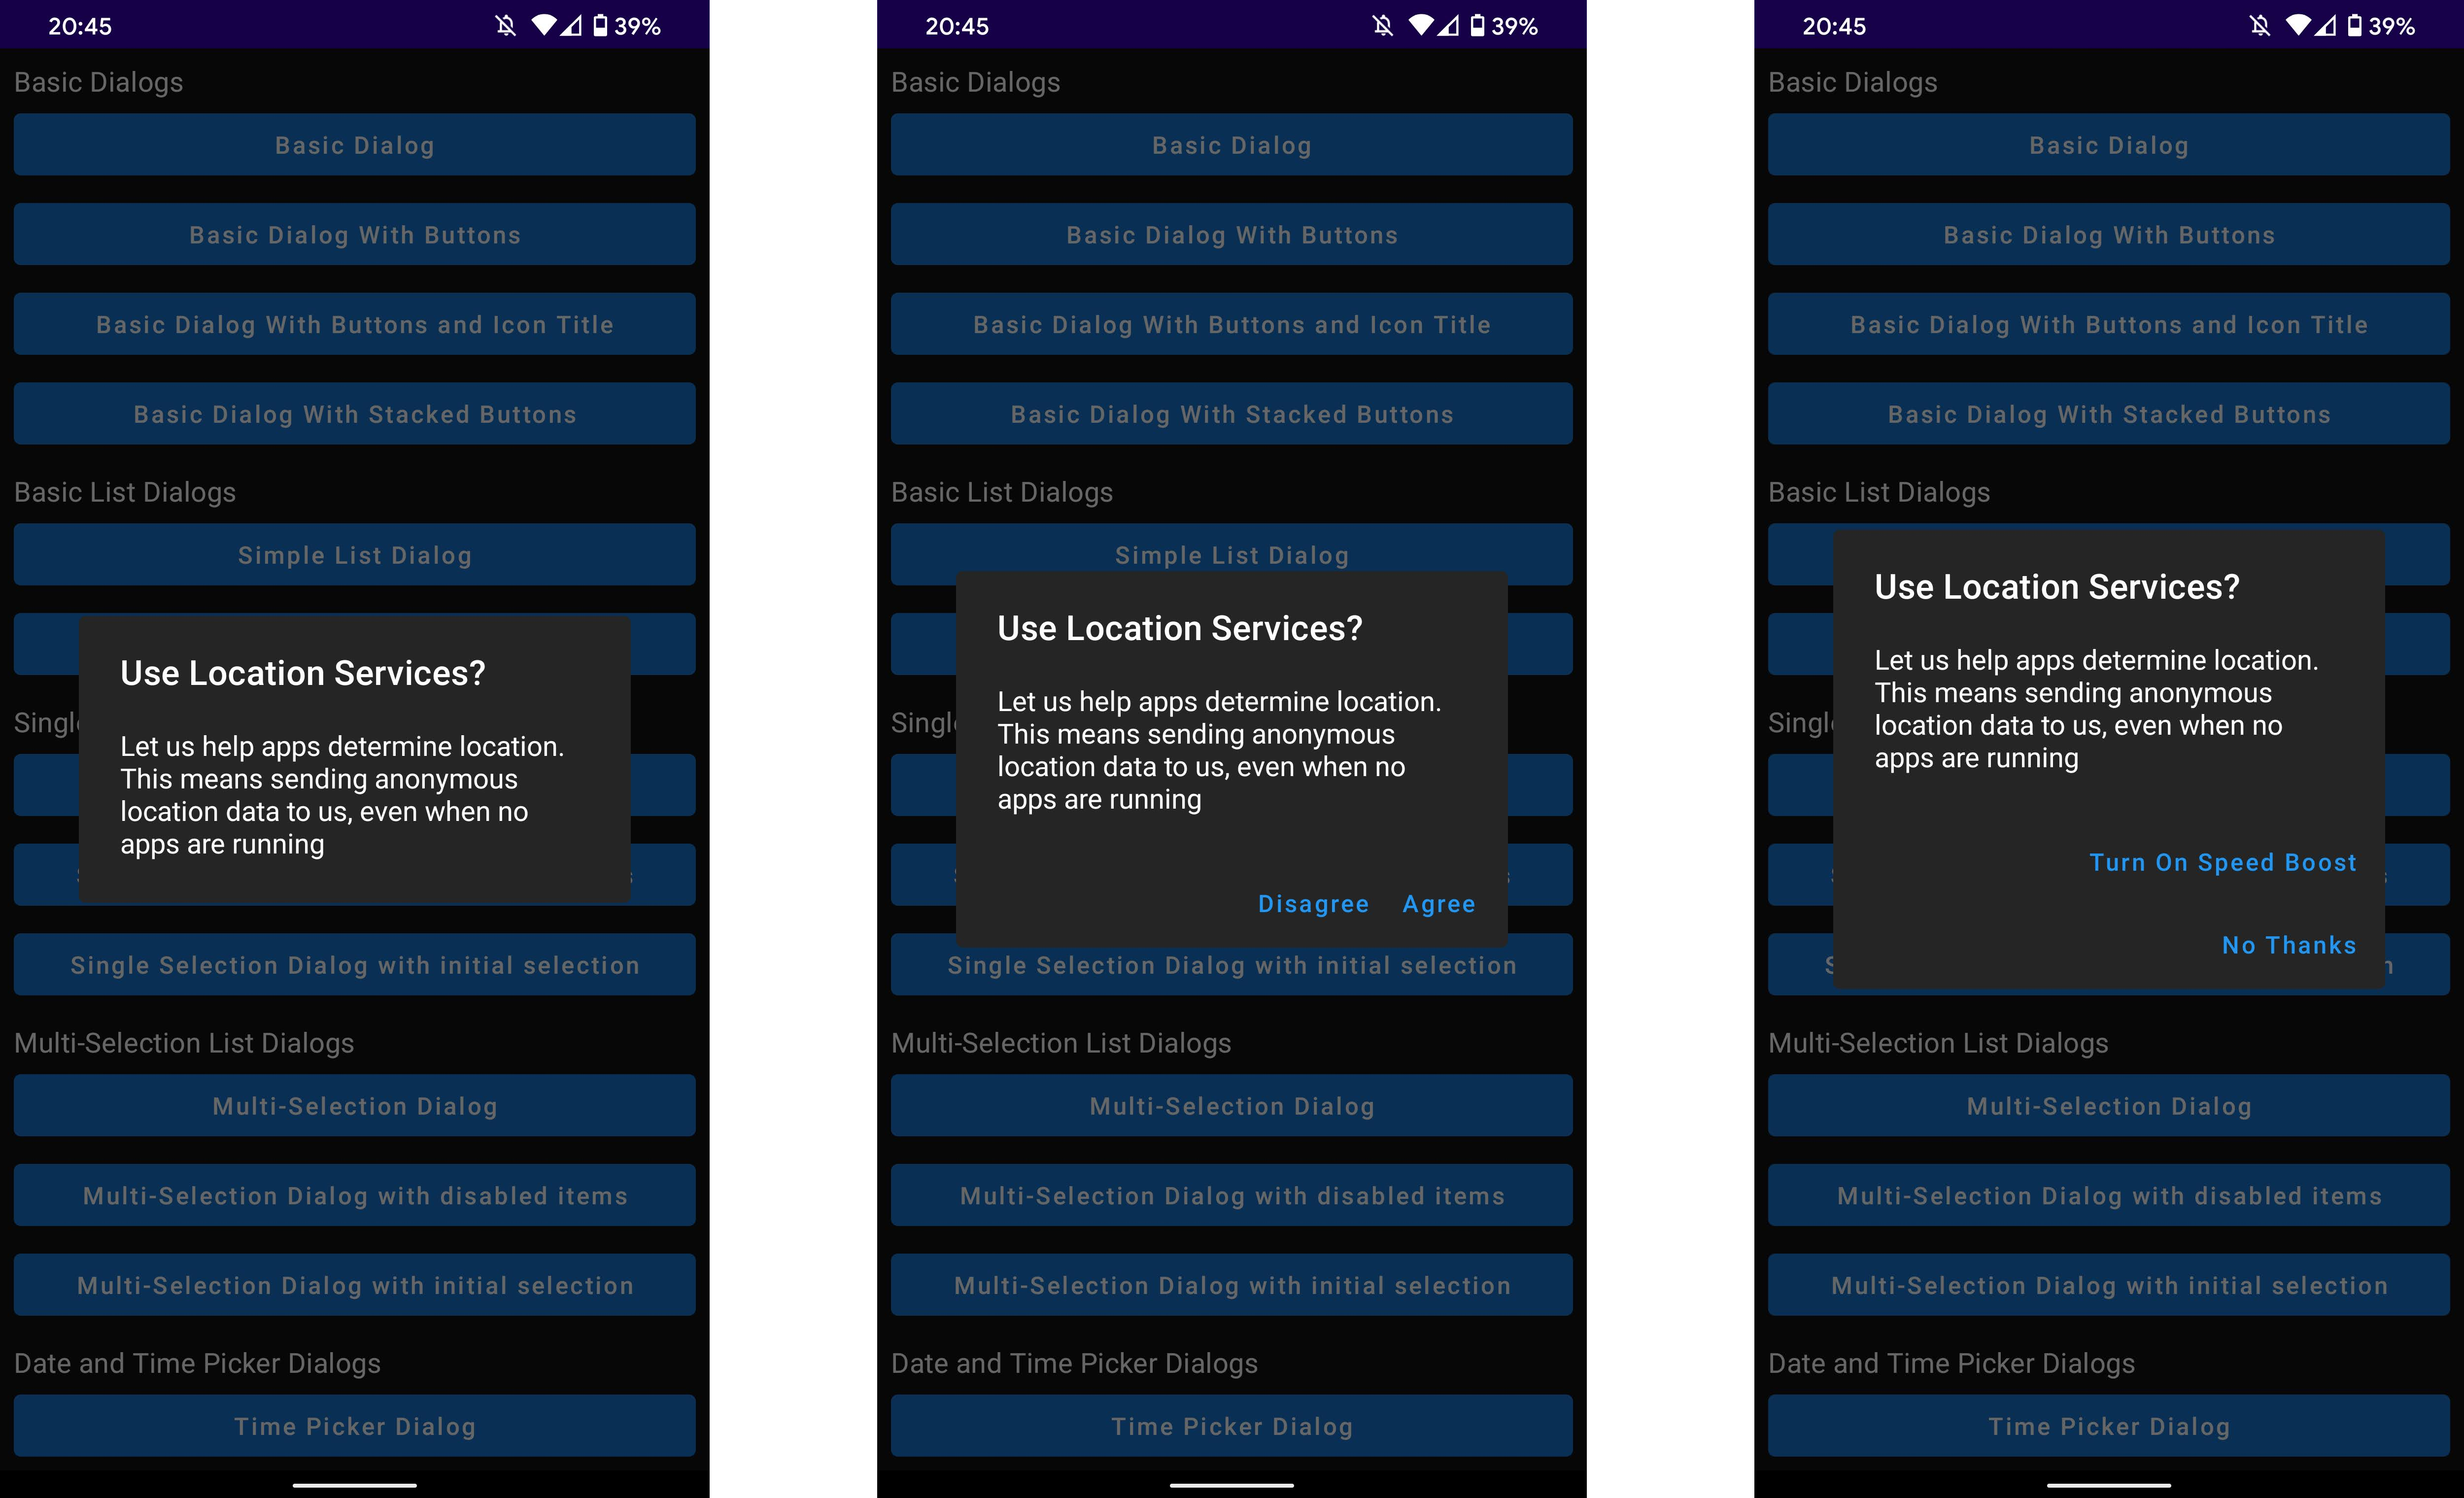 20:45
39%
Basic Dialogs
Basic Dialog
Basic Dialog With Buttons
Basic Dialog With Buttons and Icon Title
Basic Dialog With Stacked Buttons
Basic List Dialogs
Simple List Dialog
Single
Use Location Services?
Let us help apps determine location.
This means sending anonymous
location data to us, even when no
apps are running
Single Selection Dialog with initial selection
Multi-Selection List Dialogs
Multi-Selection Dialog
Multi-Selection Dialog with disabled items
Multi-Selection Dialog with initial selection
Date and Time Picker Dialogs
Time Picker Dialog
20:45
39%
Basic Dialogs
Basic Dialog
Basic Dialog With Buttons
Basic Dialog With Buttons and Icon Title
Basic Dialog With Stacked Buttons
Basic List Dialogs
Simple List Dialog
Use Location Services?
Let us help apps determine location.
This means sending anonymous
location data to us, even when no
apps are running
Disagree Agree
Single Selection Dialog with initial selection
Multi-Selection List Dialogs
Multi-Selection Dialog
Multi-Selection Dialog with disabled items
Multi-Selection Dialog with initial selection
Date and Time Picker Dialogs
Time Picker Dialog
20:45
39%
Basic Dialogs
Basic Dialog
Basic Dialog With Buttons
Basic Dialog With Buttons and Icon Title
Basic Dialog With Stacked Buttons
Basic List Dialogs
Use Location Services?
Let us help apps determine location.
This means sending anonymous
location data to us, even when no
apps are running
Turn On Speed Boost
No Thanks
Multi-Selection List Dialogs
Multi-Selection Dialog
Multi-Selection Dialog with disabled items
Multi-Selection Dialog with initial selection
Date and Time Picker Dialogs
Time Picker Dialog